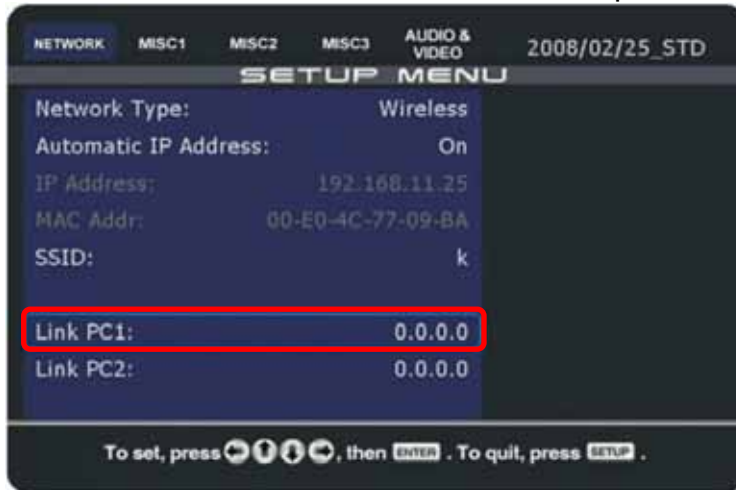 NETWORK MISC1 MISC2 MISC3 AUDIO & VIDEO 2008/02/25_STD
SETUP MENU
Network Type: Wireless
Automatic IP Address: On
IP Address: 192.168.11.25
MAC Addr: 00-E0-4C-77-09-BA
SSID: k
Link PC1: 0.0.0.0
Link PC2: 0.0.0.0
To set, press , then ENTER . To quit, press SETUP .